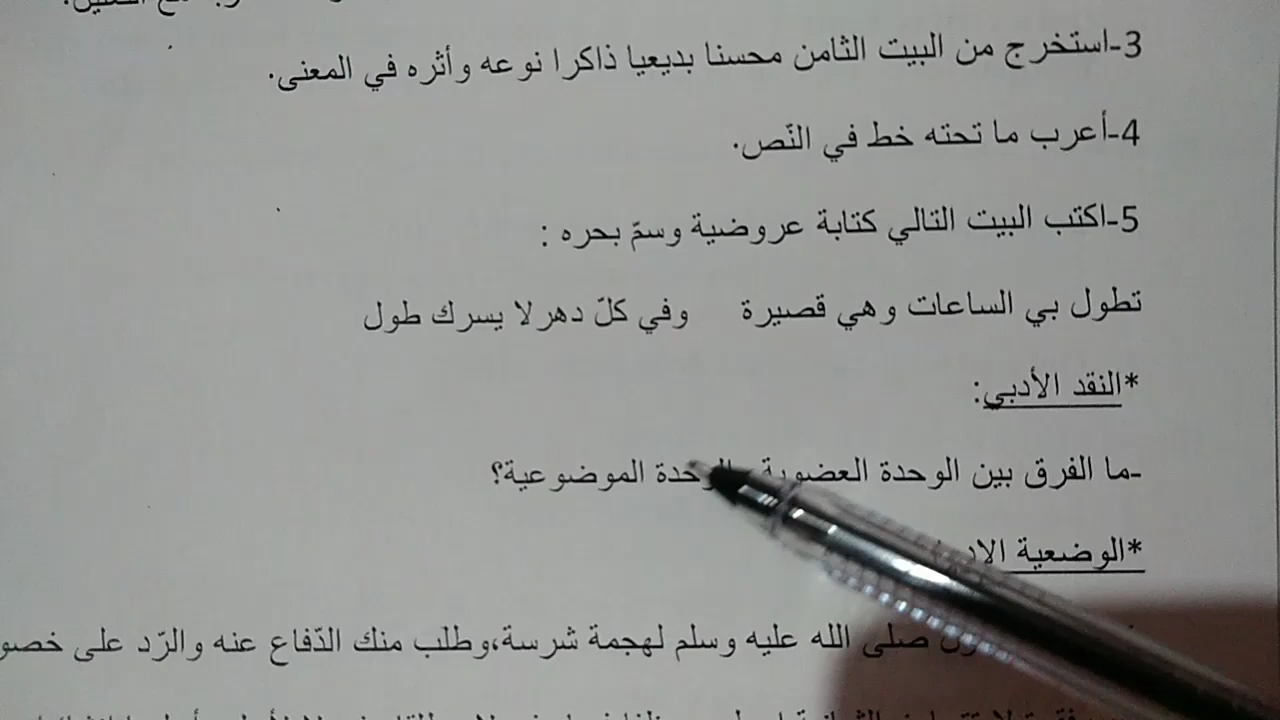 3-استخرج من البيت الثامن محسنا بديعيا ذاكرا نوعه وأثره في المعنى.
4-أعرب ما تحته خط في النّص.
5-اكتب البيت التالي كتابة عروضية وسمّ بحره :
تطول بي الساعات وهي قصيرة وفي كلّ دهرلا يسرك طول
*النقد الأدبي:
-ما الفرق بين الوحدة العضوية الوحدة الموضوعية؟
*الوضعية
صلى الله عليه وسلم لهجمة شرسة،وطلب منك الدّفاع عنه والرّد على